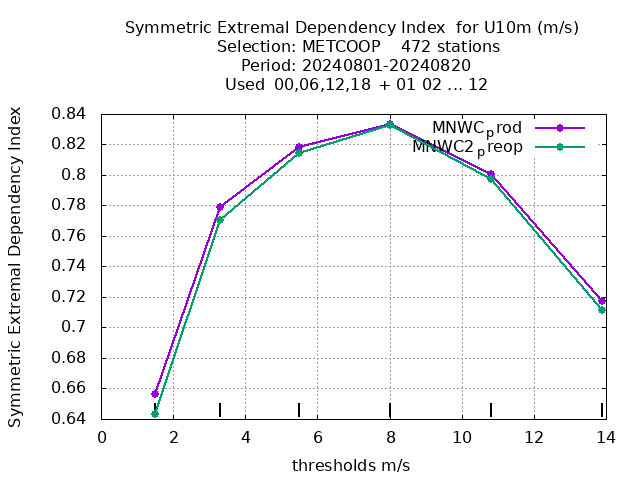 Symmetric Extremal Dependency Index for U10m (m/s)
Selection: METCOOP 472 stations
Period: 20240801-20240820
Used 00,06,12,18 + 01 02 ... 12
Symmetric Extremal Dependency Index
0.84
0.82
0.8
0.78
0.76
0.74
0.72
0.7
0.68
0.66
0.64
MNWC_prod
MNWC2_preop
0 2 4 6 8 10 12 14
thresholds m/s